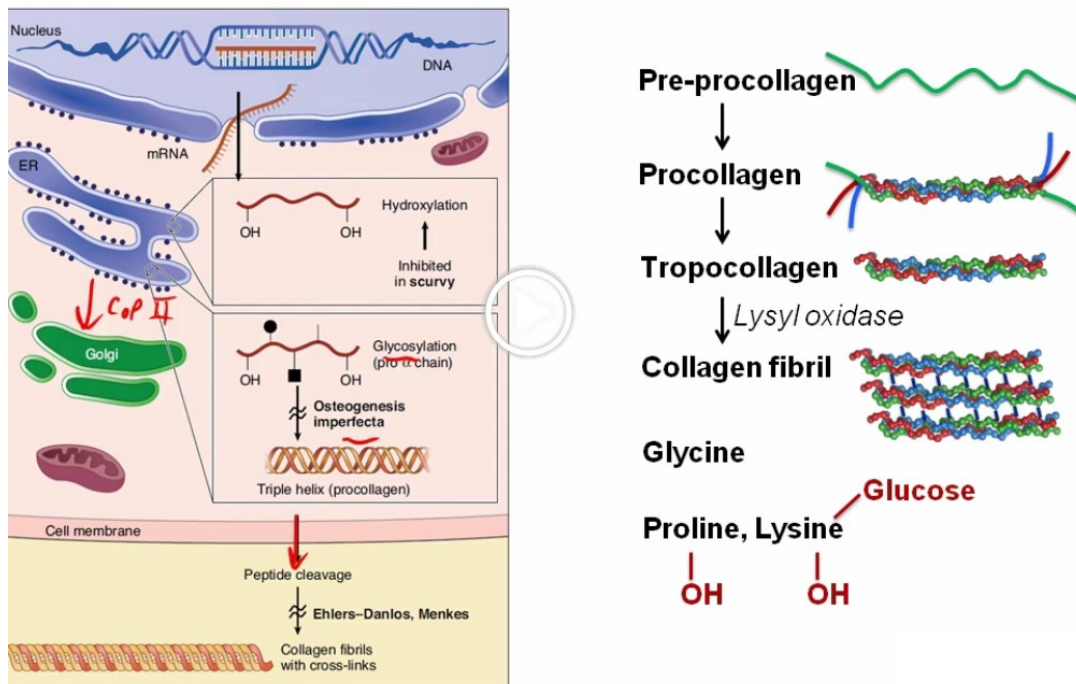 Nucleus
DNA
mRNA
ER
OH
OH
Hydroxylation
Inhibited
in scurvy
COP II
Golgi
Glycosylation
(pro α chain)
OH
OH
Osteogenesis
imperfecta
Triple helix (procollagen)
Cell membrane
Peptide cleavage
Ehlers–Danlos, Menkes
Collagen fibrils
with cross-links
Pre-procollagen
Procollagen
Tropocollagen
Lysyl oxidase
Collagen fibril
Glycine
Glucose
Proline, Lysine
OH
OH